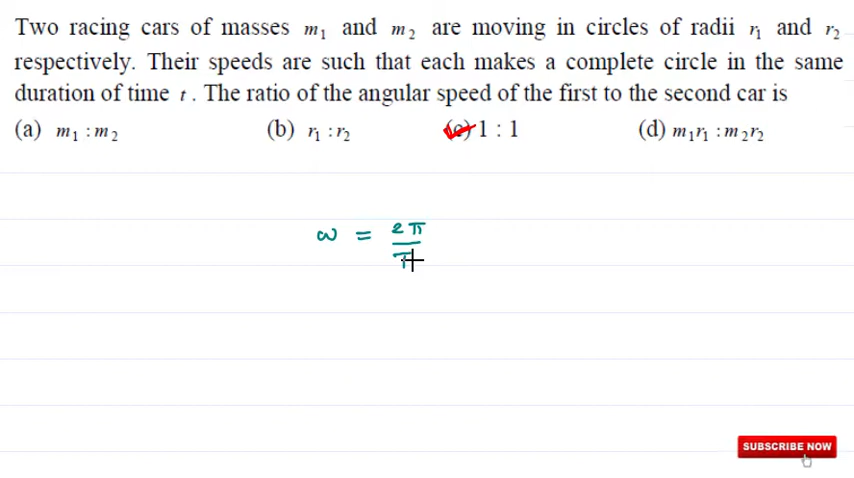 Two racing cars of masses m₁ and m₂ are moving in circles of radii r₁ and r₂
respectively. Their speeds are such that each makes a complete circle in the same
duration of time t . The ratio of the angular speed of the first to the second car is
(a) m₁ : m₂ (b) r₁ : r₂ (c) 1 : 1 (d) m₁r₁ : m₂r₂
ω = 2π / T
SUBSCRIBE NOW